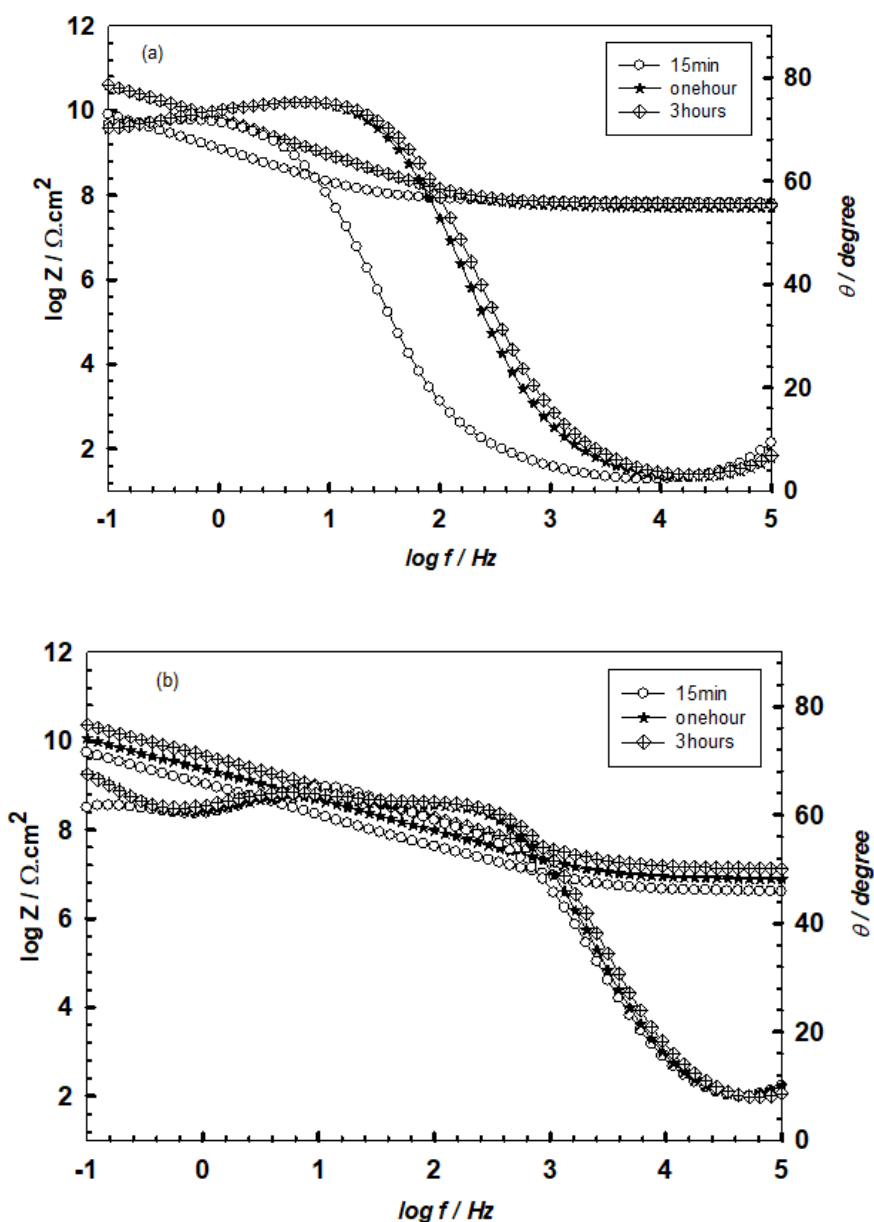 (a)
15min
onehour
3hours
12
10
8
6
4
2
log Z / Ω.cm²
80
60
40
20
0
θ / degree
-1 0 1 2 3 4 5
log f / Hz
(b)
15min
onehour
3hours
12
10
8
6
4
2
log Z / Ω.cm²
80
60
40
20
0
θ / degree
-1 0 1 2 3 4 5
log f / Hz